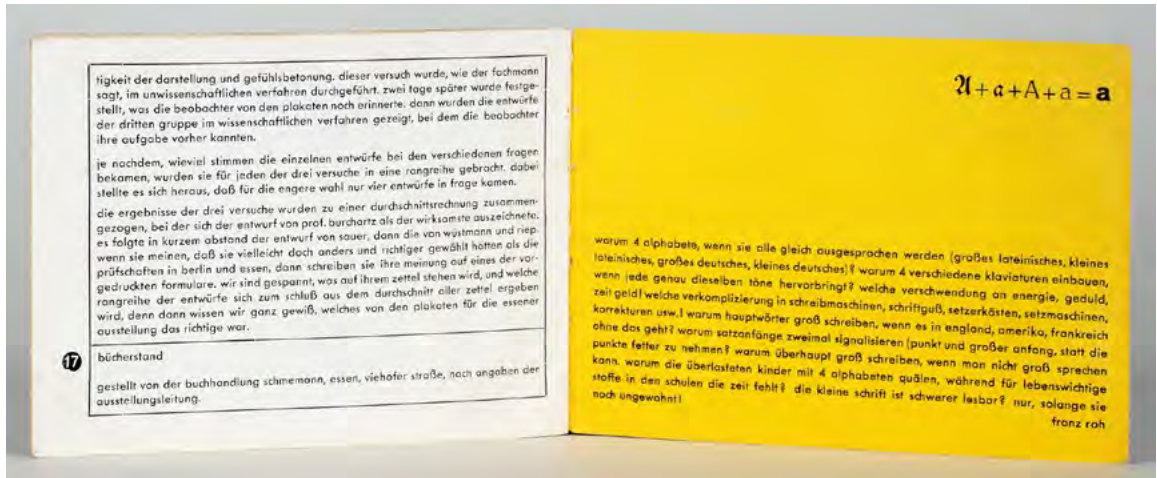 tigkeit der darstellung und gefühlsbetonung. dieser versuch wurde, wie der fachmann
sagt, im unwissenschaftlichen verfahren durchgeführt. zwei tage später wurde festge-
stellt, was die beobachter von den plakaten noch erinnerte. dann wurden die entwürfe
der dritten gruppe im wissenschaftlichen verfahren gezeigt, bei dem die beobachter
ihre aufgabe vorher kannten.
je nachdem, wieviel stimmen die einzelnen entwürfe bei den verschiedenen fragen
bekamen, wurden sie für jeden der drei versuche in eine rangreihe gebracht. dabei
stellte es sich heraus, daß für die engere wahl nur vier entwürfe in frage kamen.
die ergebnisse der drei versuche wurden zu einer durchschnittsrechnung zusammen-
gezogen, bei der sich der entwurf von prof. burchartz als der wirksamste auszeichnete.
es folgte in kurzem abstand der entwurf von sauer, dann die von wüstmann und riep.
wenn sie meinen, daß sie vielleicht doch anders und richtiger gewählt hätten als die
prüfschaften in berlin und essen, dann schreiben sie ihre meinung auf eines der vor-
gedruckten formulare. wir sind gespannt, was auf ihrem zettel stehen wird, und welche
rangreihe der entwürfe sich zum schluß aus dem durchschnitt aller zettel ergeben
wird, denn dann wissen wir ganz gewiß, welches von den plakaten für die essener
ausstellung das richtige war.
17 bücherstand
gestellt von der buchhandlung schmemann, essen, viehofer straße, nach angaben der
ausstellungsleitung.
𝔄+𝔞+A+a=a
warum 4 alphabete, wenn sie alle gleich ausgesprochen werden (großes lateinisches, kleines
lateinisches, großes deutsches, kleines deutsches)? warum 4 verschiedene klaviaturen einbauen,
wenn jede genau dieselben töne hervorbringt? welche verschwendung an energie, geduld,
zeit geld! welche verkomplizierung in schreibmaschinen, schriftguß, setzerkästen, setzmaschinen,
korrekturen usw.! warum hauptwörter groß schreiben, wenn es in england, amerika, frankreich
ohne das geht? warum satzanfänge zweimal signalisieren (punkt und großer anfang, statt die
punkte fetter zu nehmen? warum überhaupt groß schreiben, wenn man nicht groß sprechen
kann. warum die überlasteten kinder mit 4 alphabeten quälen, während für lebenswichtige
stoffe in den schulen die zeit fehlt? die kleine schrift ist schwerer lesbar? nur, solange sie
noch ungewohnt!
franz roh